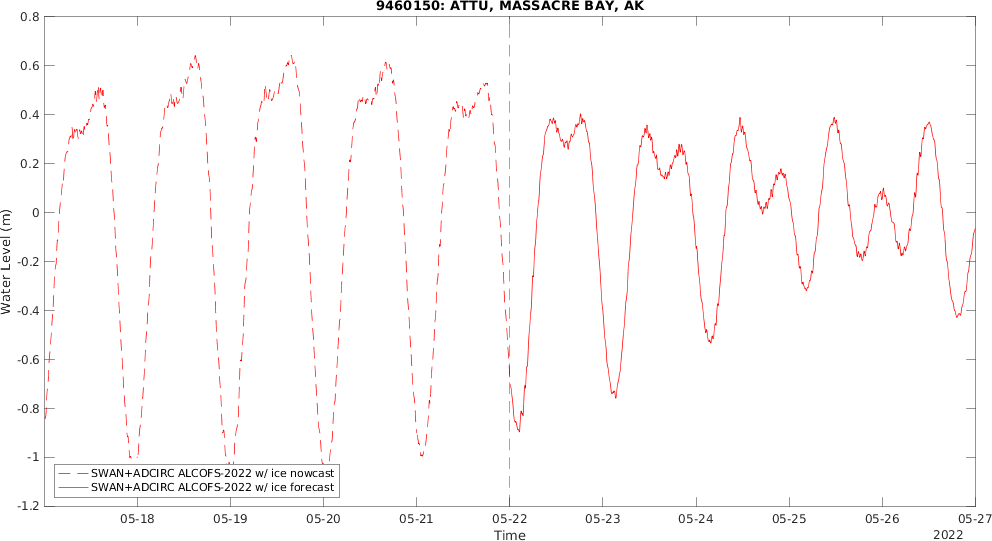 9460150: ATTU, MASSACRE BAY, AK
Water Level (m)
0.8
0.6
0.4
0.2
0
-0.2
-0.4
-0.6
-0.8
-1
-1.2
SWAN+ADCIRC ALCOFS-2022 w/ ice nowcast
SWAN+ADCIRC ALCOFS-2022 w/ ice forecast
05-18 05-19 05-20 05-21 05-22 05-23 05-24 05-25 05-26 05-27
Time
2022